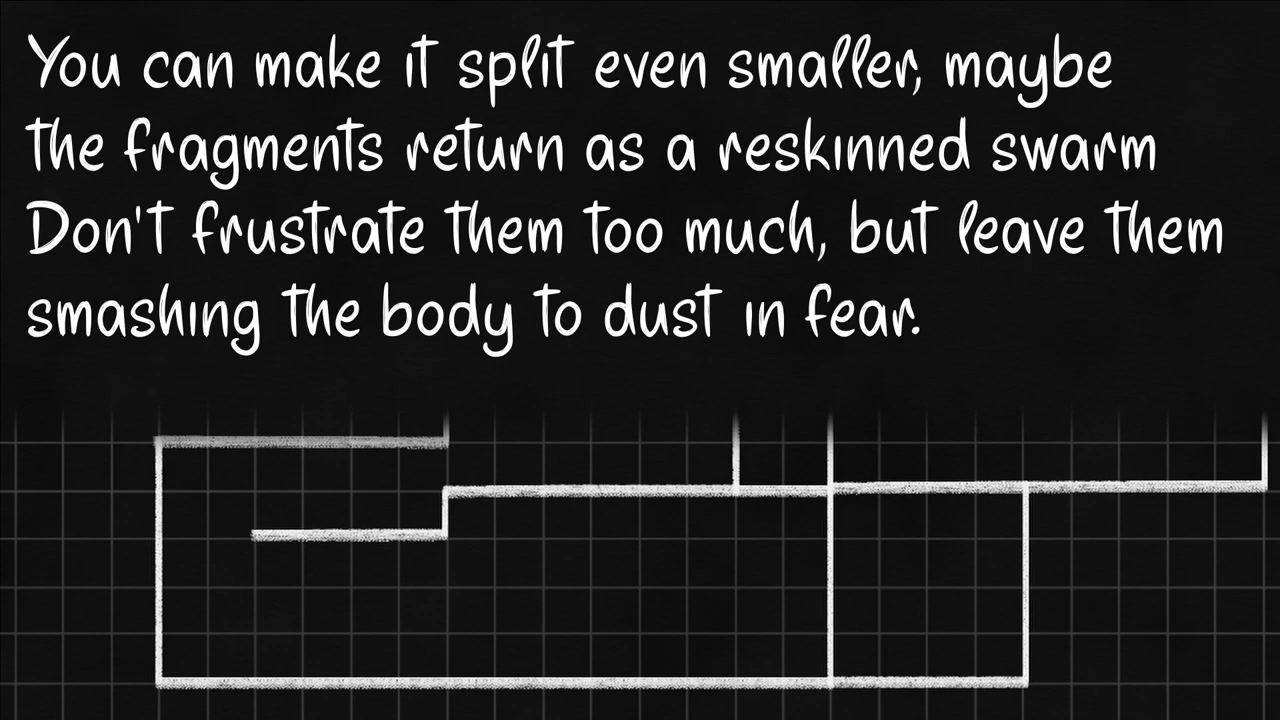 You can make it split even smaller, maybe
the fragments return as a reskinned swarm
Don't frustrate them too much, but leave them
smashing the body to dust in fear.